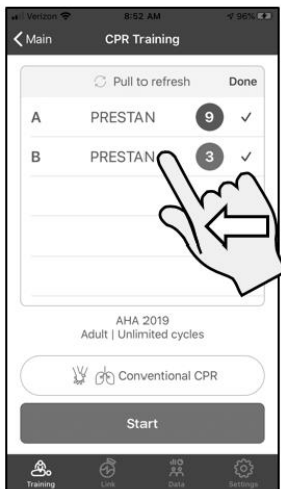 Verizon 8:52 AM 96%
Main CPR Training
Pull to refresh Done
A PRESTAN 9
B PRESTAN 3
AHA 2019
Adult | Unlimited cycles
Conventional CPR
Start
Training Link Data Settings